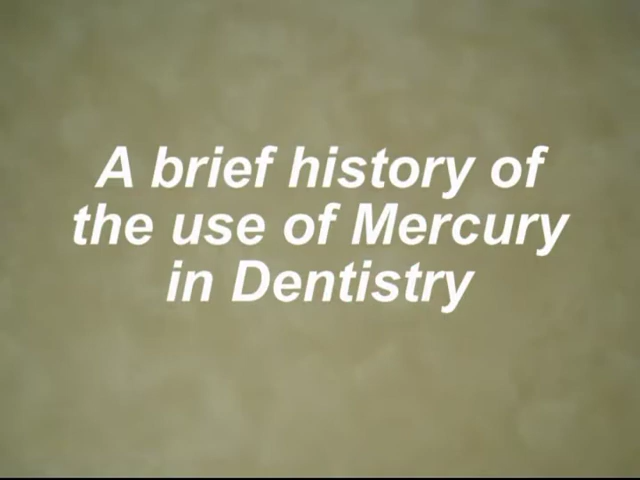 A brief history of
the use of Mercury
in Dentistry